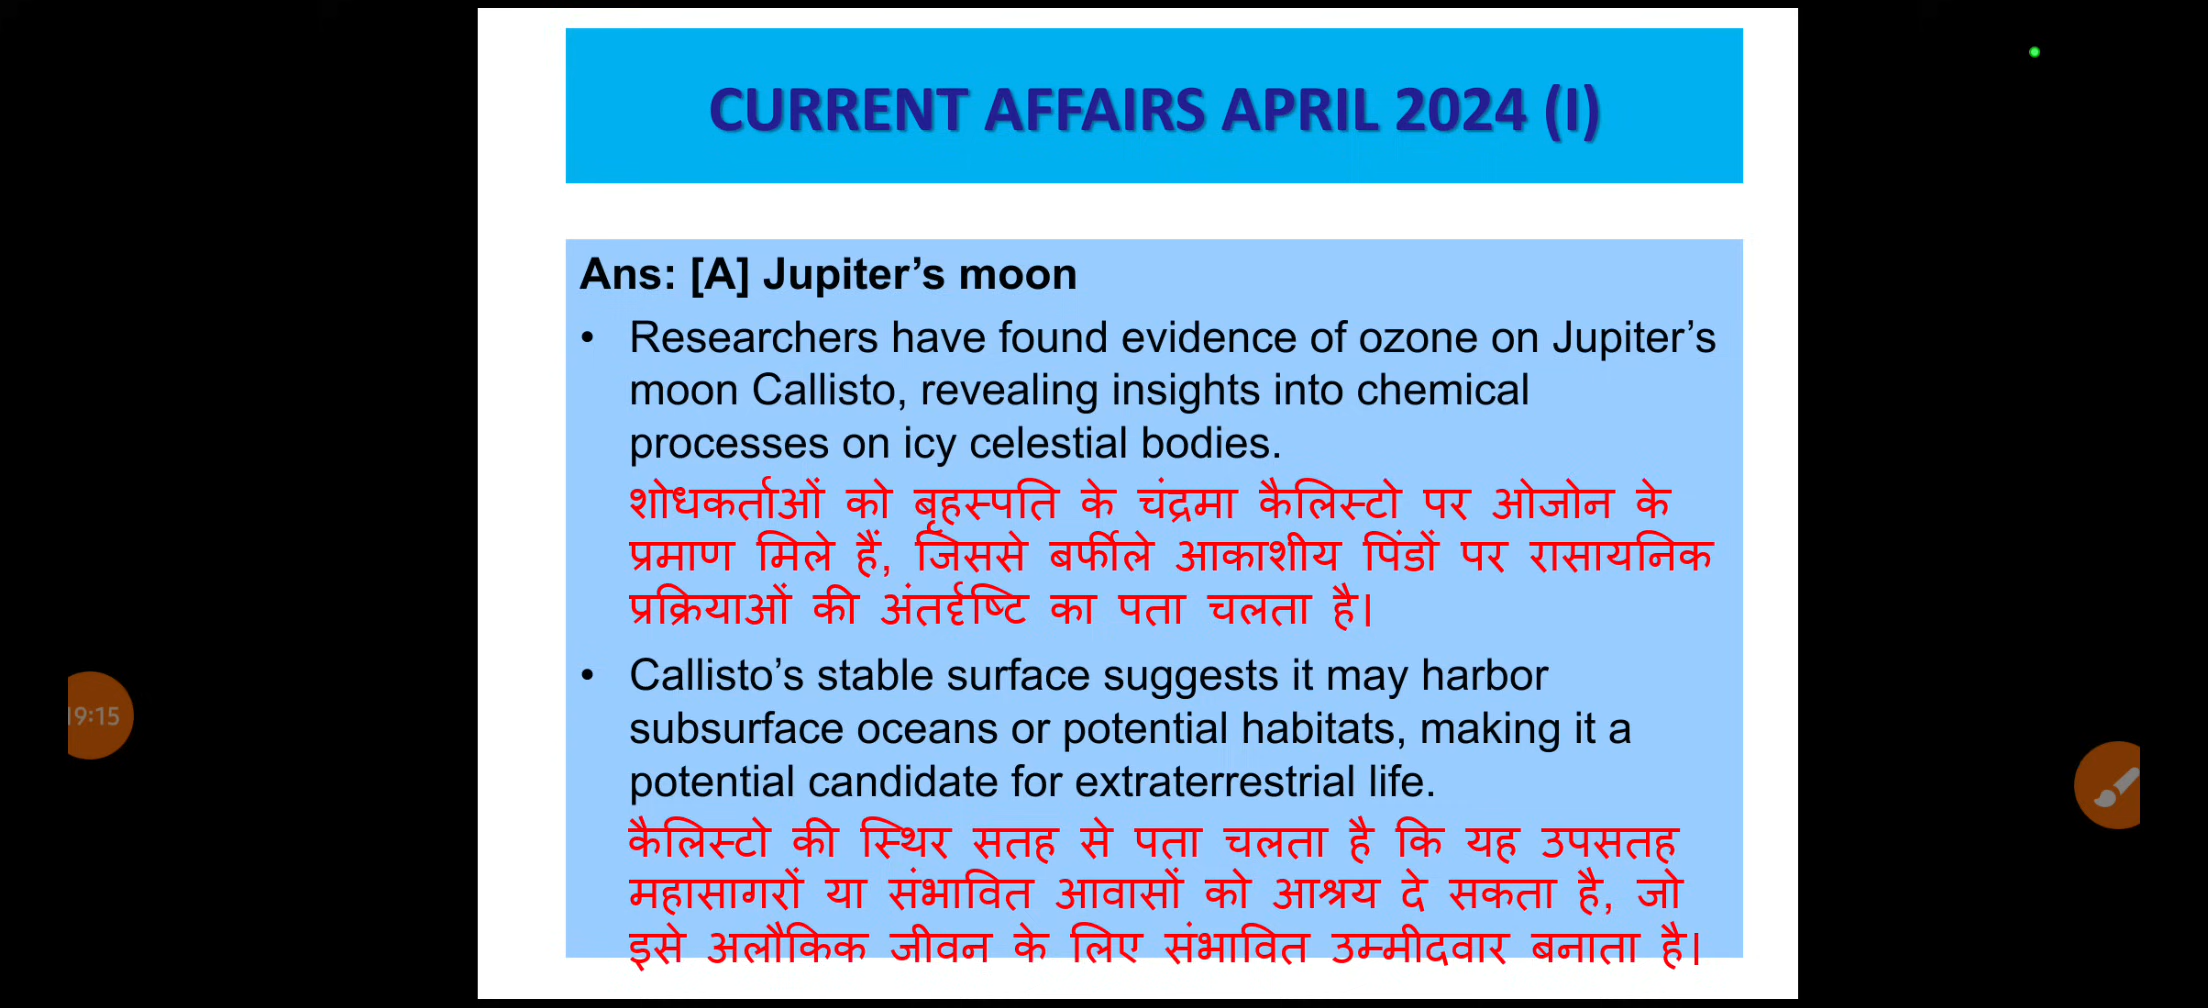 CURRENT AFFAIRS APRIL 2024 (I)
Ans: [A] Jupiter’s moon
• Researchers have found evidence of ozone on Jupiter’s
moon Callisto, revealing insights into chemical
processes on icy celestial bodies.
शोधकर्ताओं को बृहस्पति के चंद्रमा कैलिस्टो पर ओजोन के
प्रमाण मिले हैं, जिससे बर्फीले आकाशीय पिंडों पर रासायनिक
प्रक्रियाओं की अंतर्दृष्टि का पता चलता है।
• Callisto’s stable surface suggests it may harbor
subsurface oceans or potential habitats, making it a
potential candidate for extraterrestrial life.
कैलिस्टो की स्थिर सतह से पता चलता है कि यह उपसतह
महासागरों या संभावित आवासों को आश्रय दे सकता है, जो
इसे अलौकिक जीवन के लिए संभावित उम्मीदवार बनाता है।
19:15